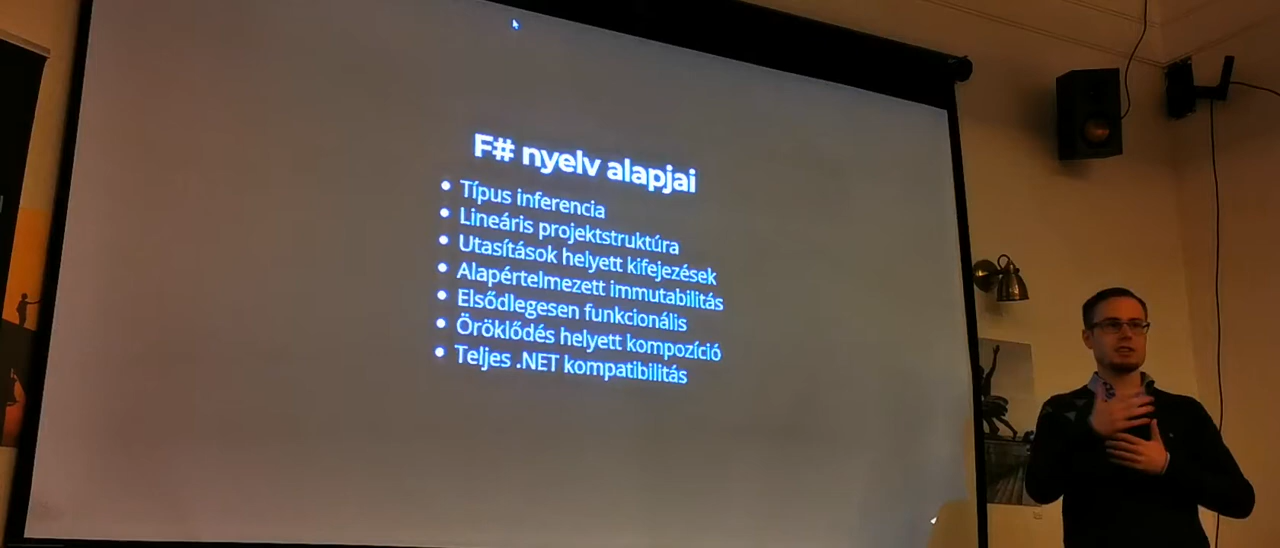 F# nyelv alapjai
• Típus inferencia
• Lineáris projektstruktúra
• Utasítások helyett kifejezések
• Alapértelmezett immutabilitás
• Elsődlegesen funkcionális
• Öröklődés helyett kompozíció
• Teljes .NET kompatibilitás